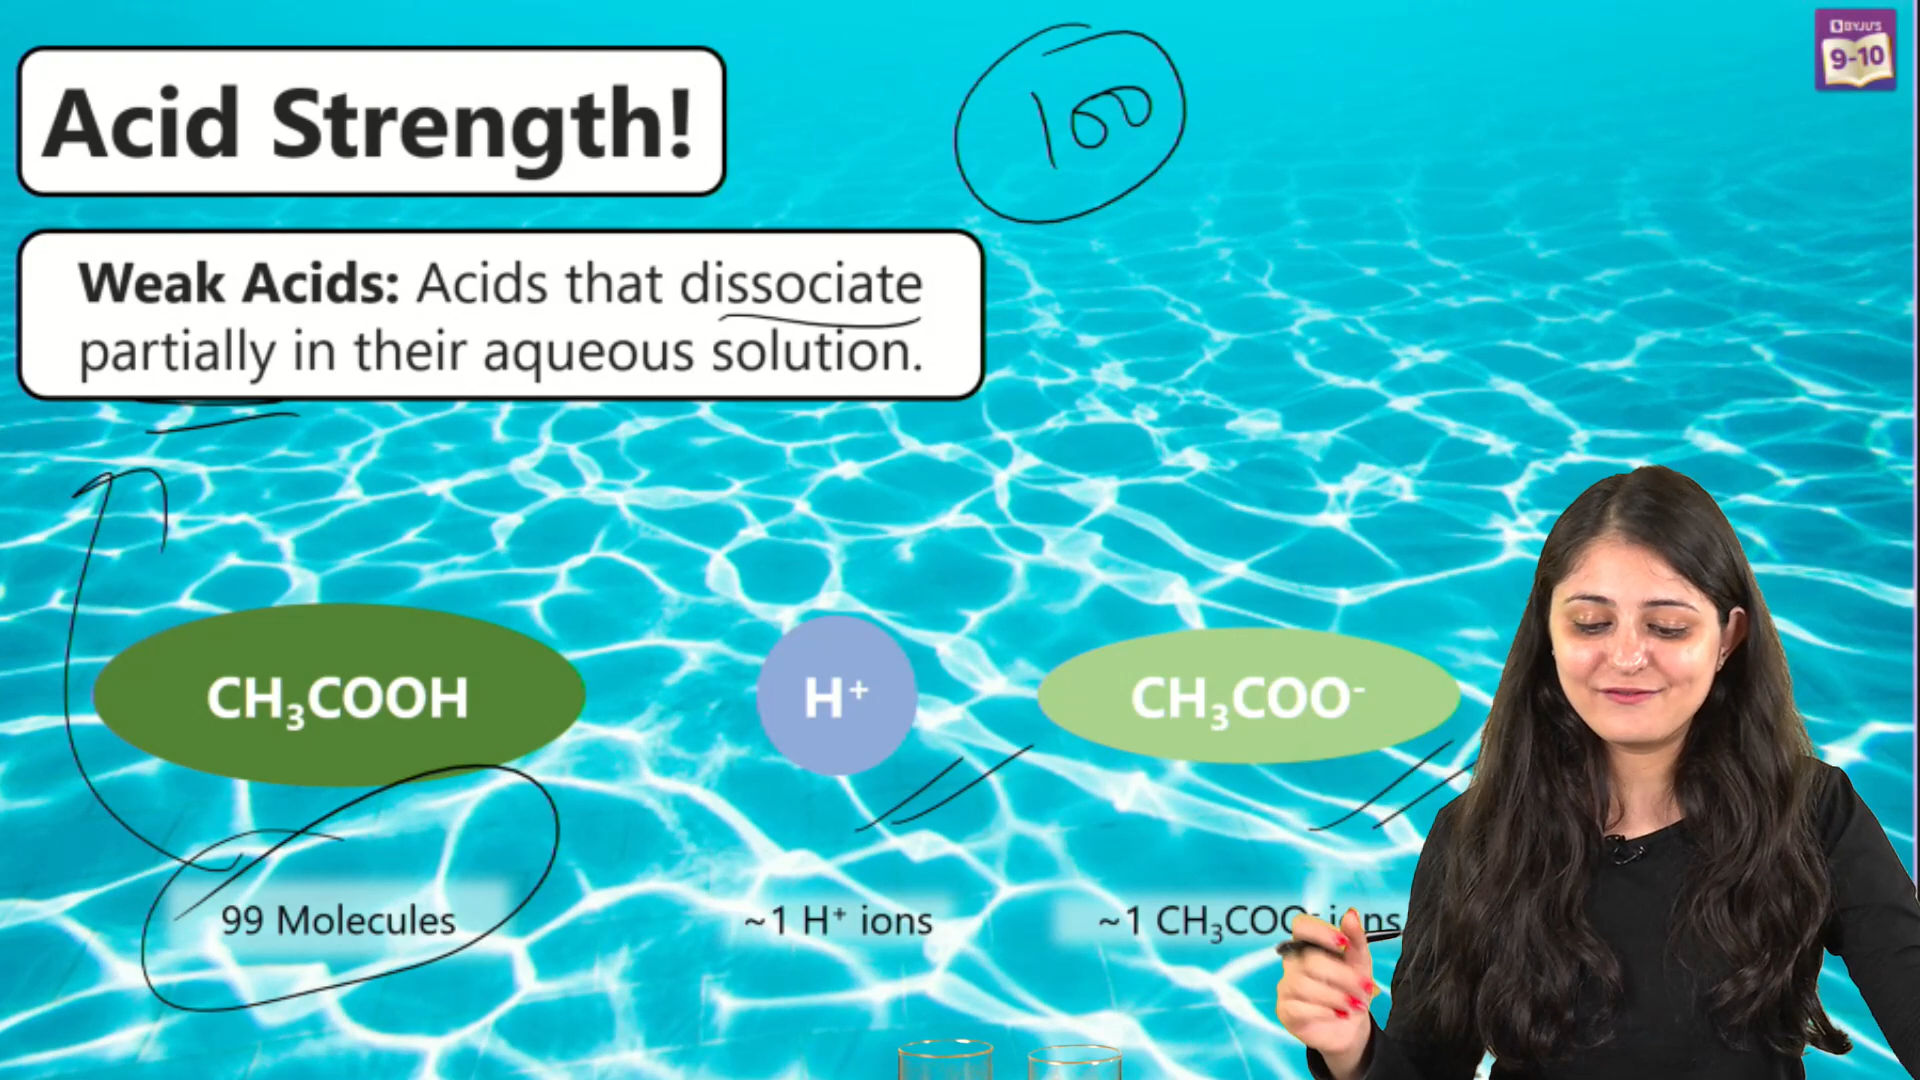 BYJU'S
9-10
Acid Strength!
100
Weak Acids: Acids that dissociate
partially in their aqueous solution.
CH₃COOH
H⁺
CH₃COO⁻
99 Molecules
~1 H⁺ ions
~1 CH₃COO⁻ ions